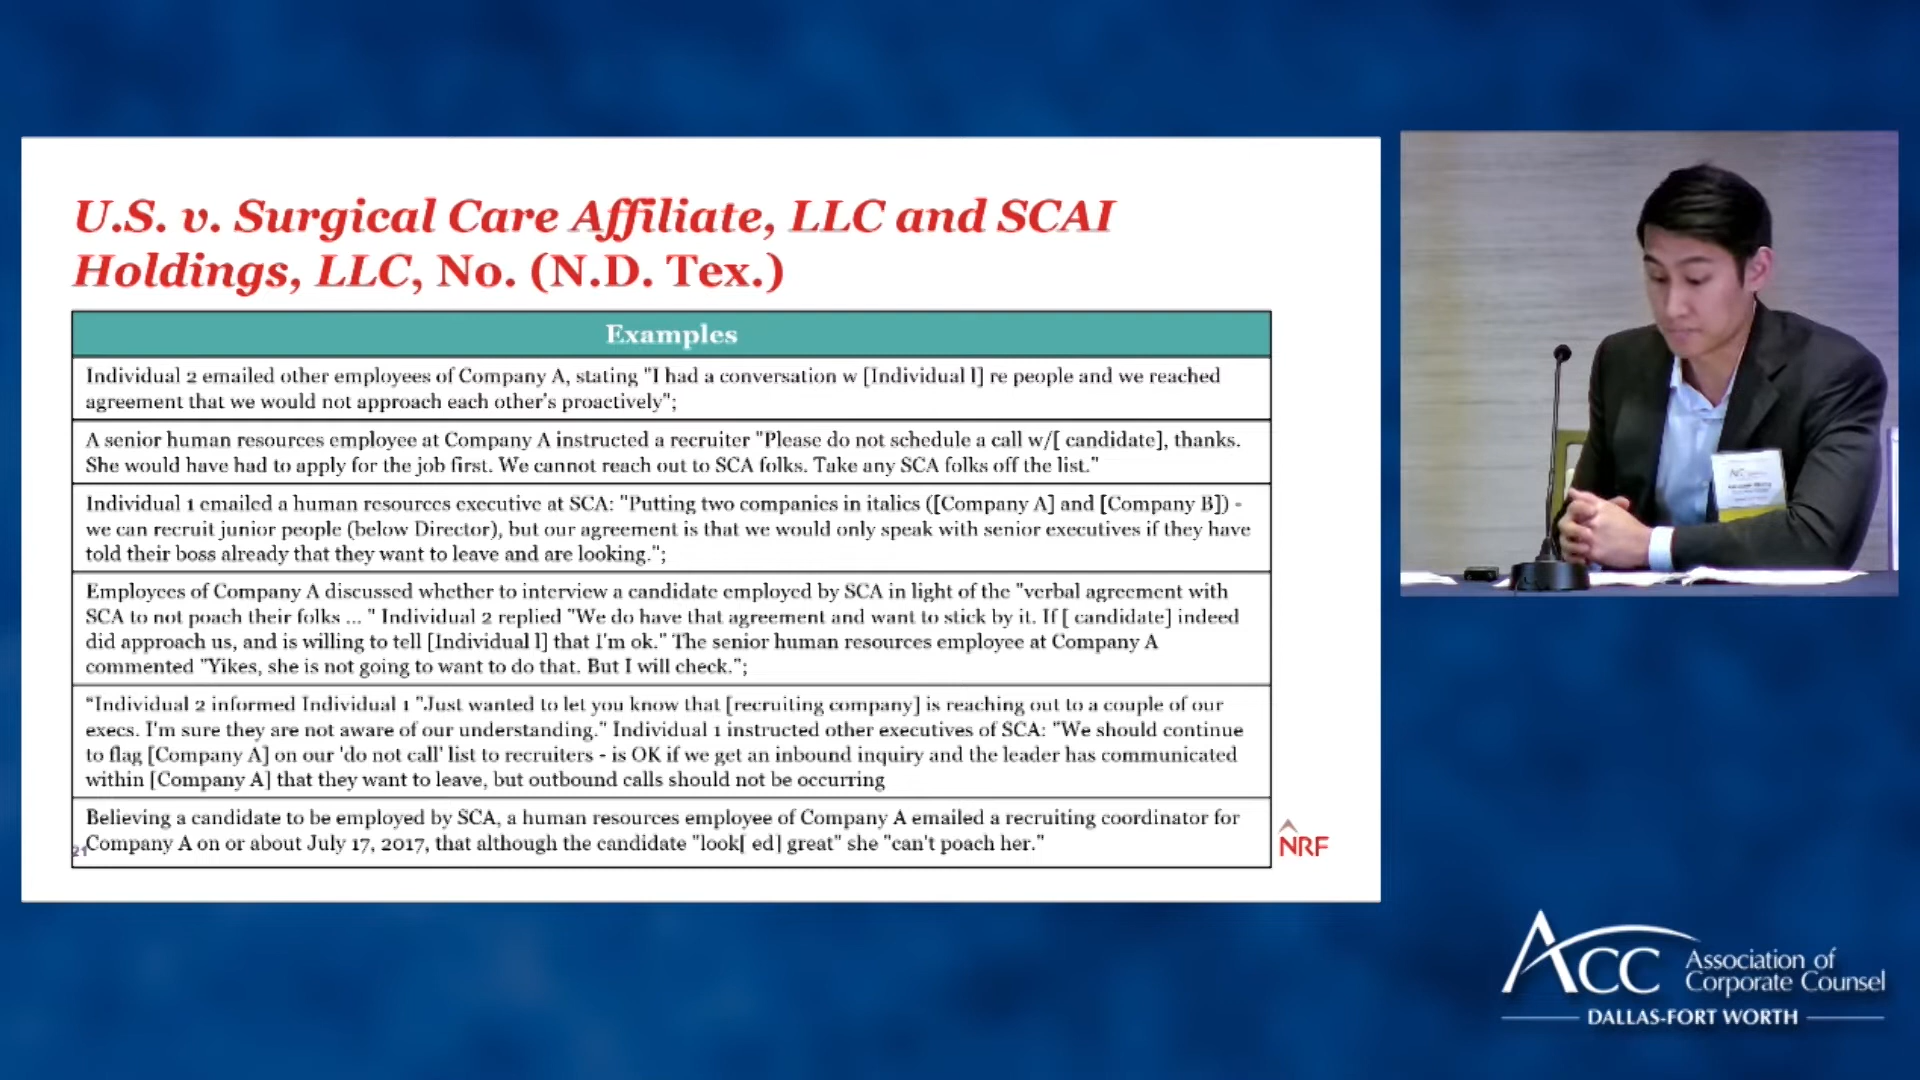 U.S. v. Surgical Care Affiliate, LLC and SCAI
Holdings, LLC, No. (N.D. Tex.)
Examples
Individual 2 emailed other employees of Company A, stating "I had a conversation w [Individual l] re people and we reached
agreement that we would not approach each other's proactively";
A senior human resources employee at Company A instructed a recruiter "Please do not schedule a call w/[ candidate], thanks.
She would have had to apply for the job first. We cannot reach out to SCA folks. Take any SCA folks off the list."
Individual 1 emailed a human resources executive at SCA: "Putting two companies in italics ([Company A] and [Company B]) -
we can recruit junior people (below Director), but our agreement is that we would only speak with senior executives if they have
told their boss already that they want to leave and are looking.";
Employees of Company A discussed whether to interview a candidate employed by SCA in light of the "verbal agreement with
SCA to not poach their folks ... " Individual 2 replied "We do have that agreement and want to stick by it. If [ candidate] indeed
did approach us, and is willing to tell [Individual l] that I'm ok." The senior human resources employee at Company A
commented "Yikes, she is not going to want to do that. But I will check.";
"Individual 2 informed Individual 1 "Just wanted to let you know that [recruiting company] is reaching out to a couple of our
execs. I'm sure they are not aware of our understanding." Individual 1 instructed other executives of SCA: "We should continue
to flag [Company A] on our 'do not call' list to recruiters - is OK if we get an inbound inquiry and the leader has communicated
within [Company A] that they want to leave, but outbound calls should not be occurring
Believing a candidate to be employed by SCA, a human resources employee of Company A emailed a recruiting coordinator for
Company A on or about July 17, 2017, that although the candidate "look[ ed] great" she "can't poach her."
21
NRF
ACC
Association of
Corporate Counsel
DALLAS-FORT WORTH